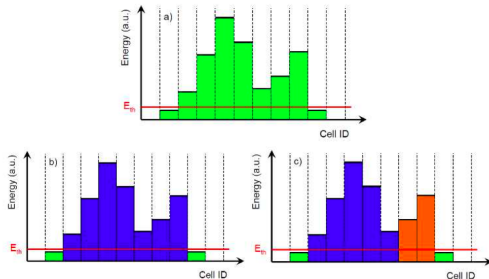 a)
Energy (a.u.)
Eth
Cell ID
b)
Energy (a.u.)
Eth
Cell ID
c)
Energy (a.u.)
Eth
Cell ID